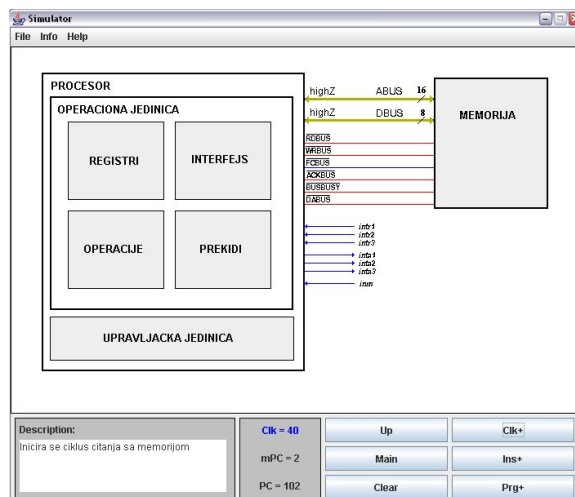 Simulator
File Info Help
PROCESOR
OPERACIONA JEDINICA
REGISTRI
INTERFEJS
OPERACIJE
PREKIDI
UPRAVLJACKA JEDINICA
highZ ABUS 16
highZ DBUS 8
MEMORIJA
RDBUS
WRBUS
FCBUS
ACKBUS
BUSBUSY
DABUS
intr1
intr2
intr3
inta1
inta2
inta3
inm
Description:
Inicira se ciklus citanja sa memorijom
Clk = 40
mPC = 2
PC = 102
Up
Clk+
Main
Ins+
Clear
Prg+